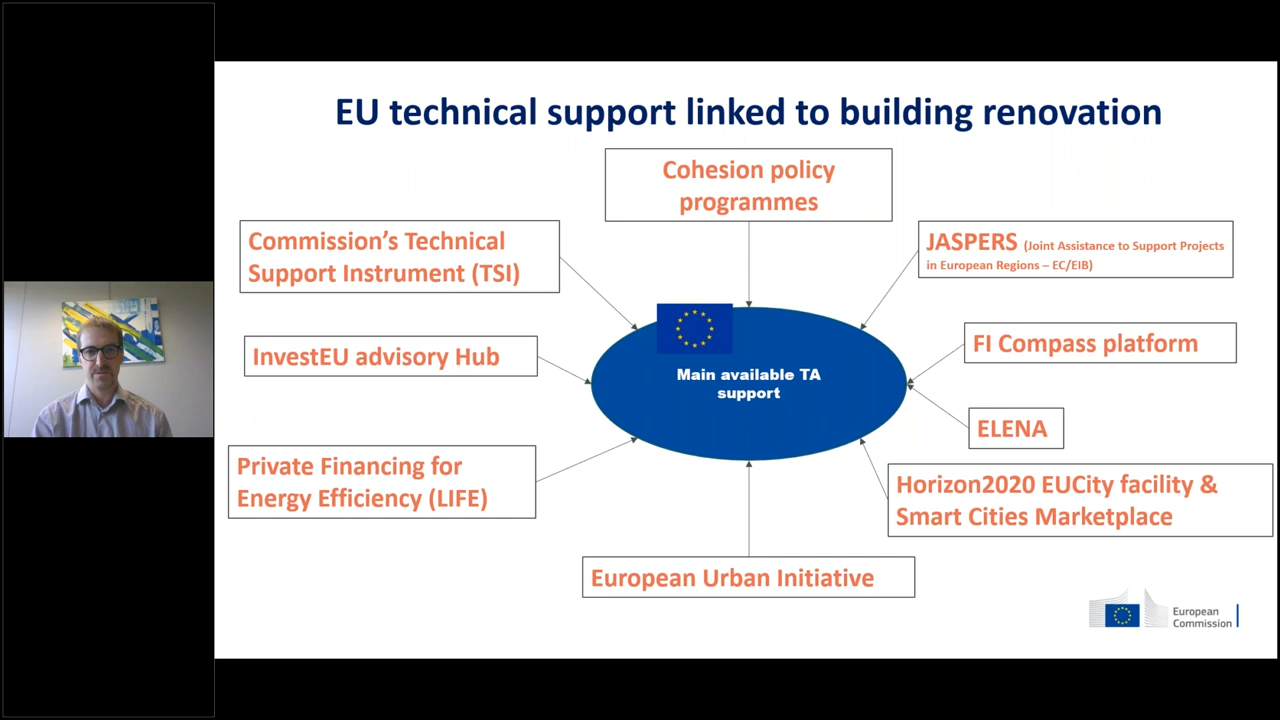 EU technical support linked to building renovation
Cohesion policy
programmes
Commission’s Technical
Support Instrument (TSI)
JASPERS (Joint Assistance to Support Projects
in European Regions – EC/EIB)
InvestEU advisory Hub
FI Compass platform
Main available TA
support
ELENA
Private Financing for
Energy Efficiency (LIFE)
Horizon2020 EUCity facility &
Smart Cities Marketplace
European Urban Initiative
European
Commission